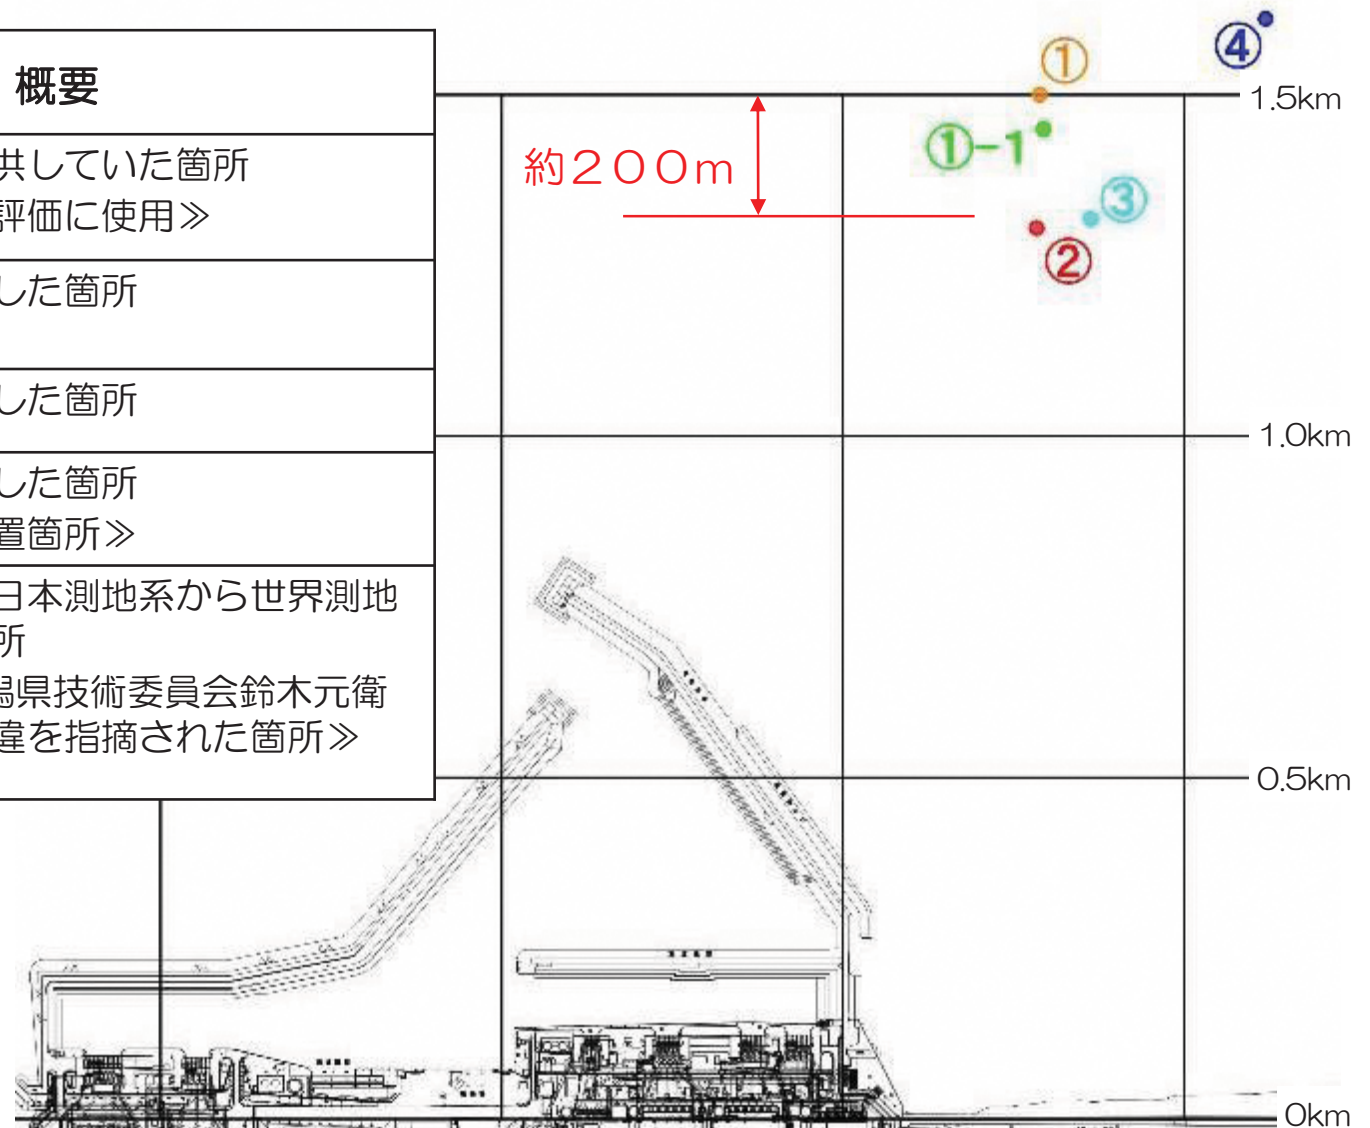 概要
共していた箇所
評価に使用≫
した箇所
した箇所
した箇所
置箇所≫
日本測地系から世界測地
所
潟県技術委員会鈴木元衛
違を指摘された箇所≫
④
①
1.5km
①-1
約200m
③
②
1.0km
0.5km
0km